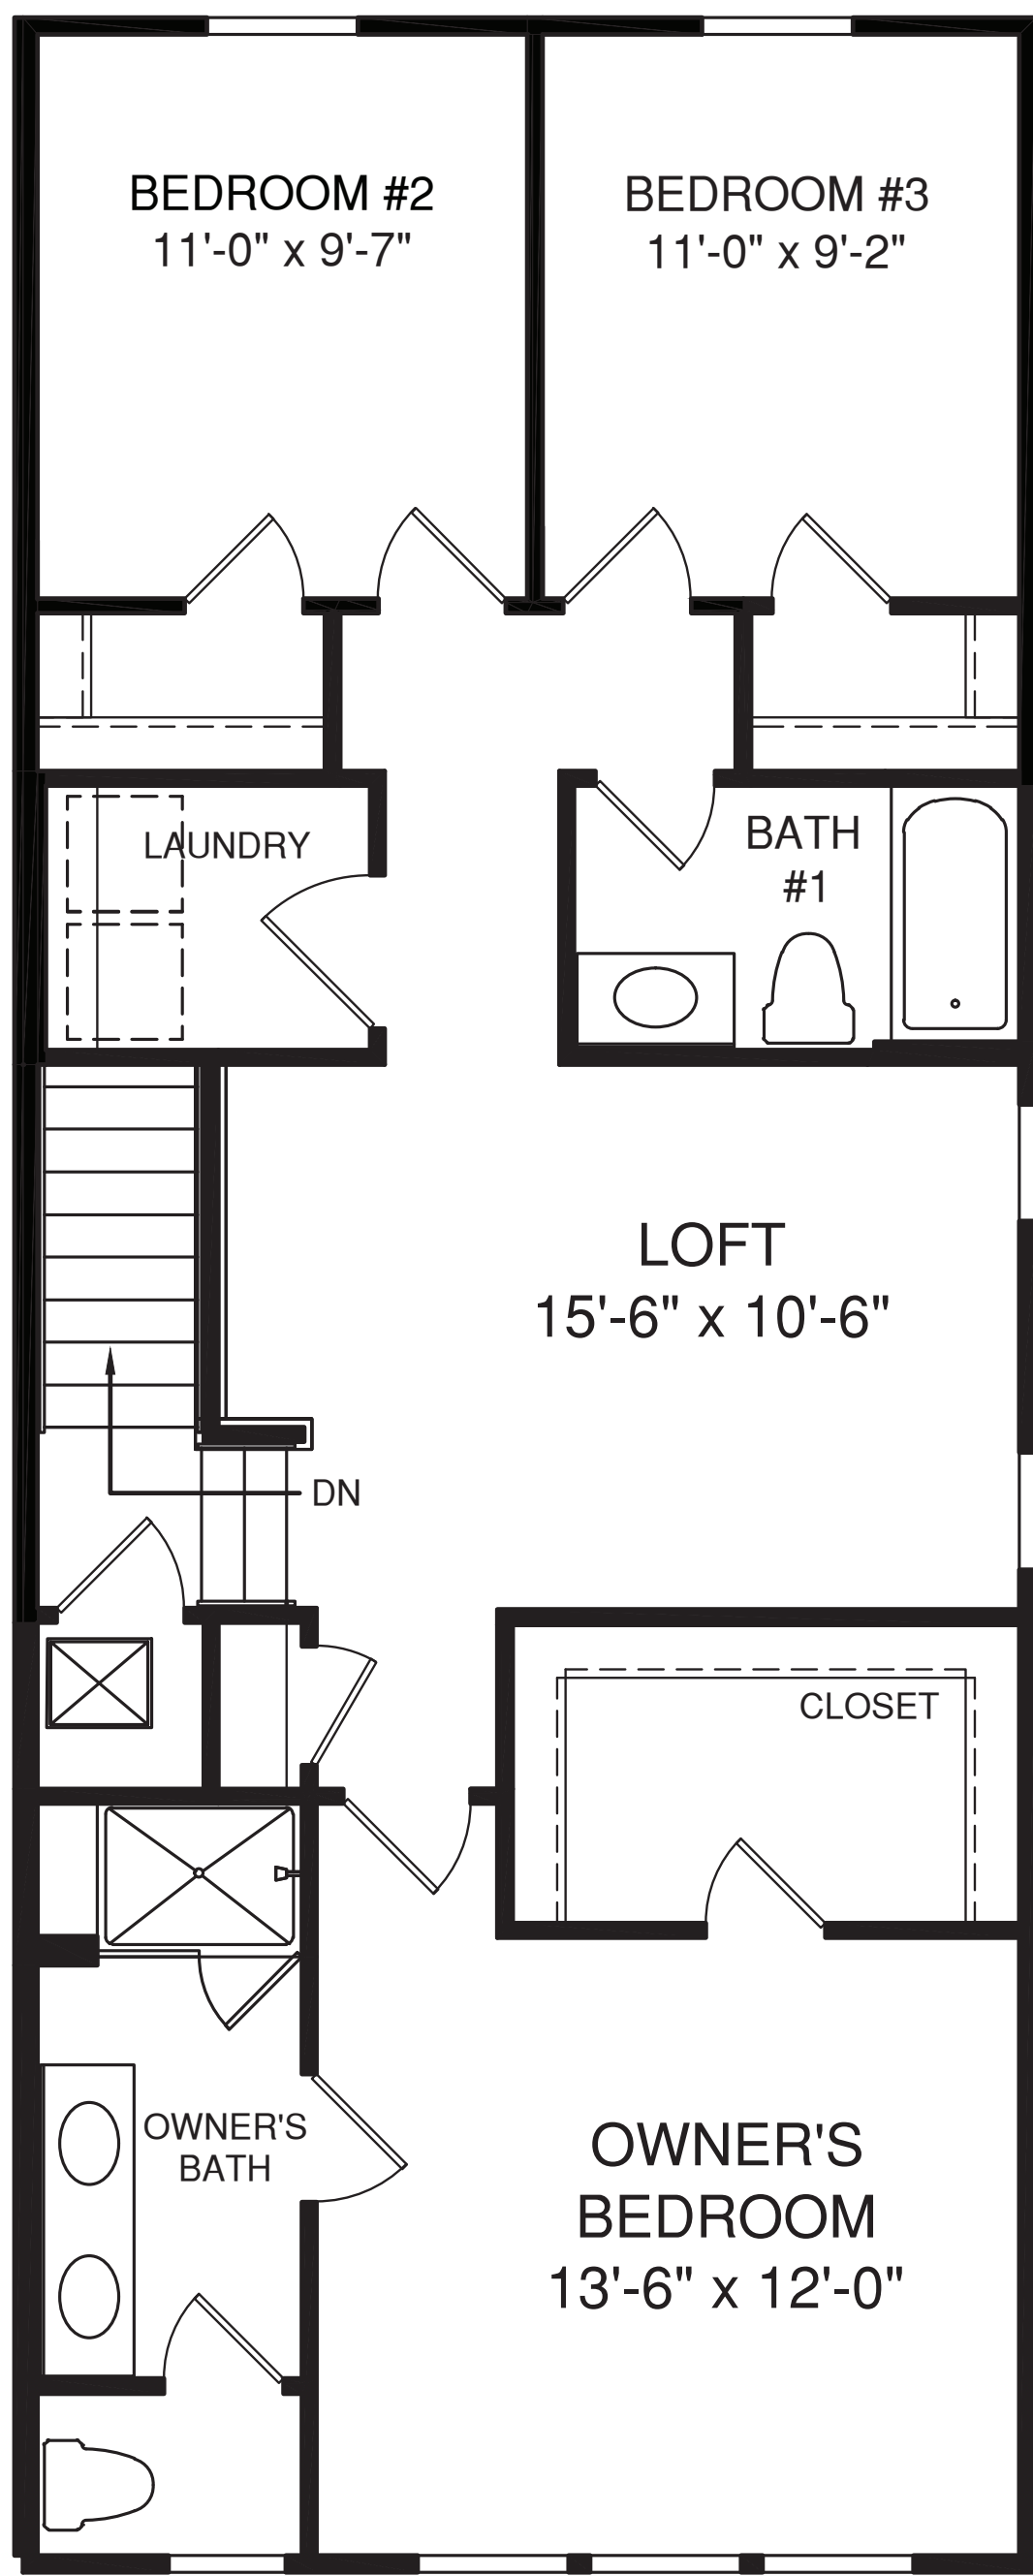 BEDROOM #2
11'-0" x 9'-7"
BEDROOM #3
11'-0" x 9'-2"
LAUNDRY
BATH
#1
LOFT
15'-6" x 10'-6"
DN
CLOSET
OWNER'S
BATH
OWNER'S
BEDROOM
13'-6" x 12'-0"